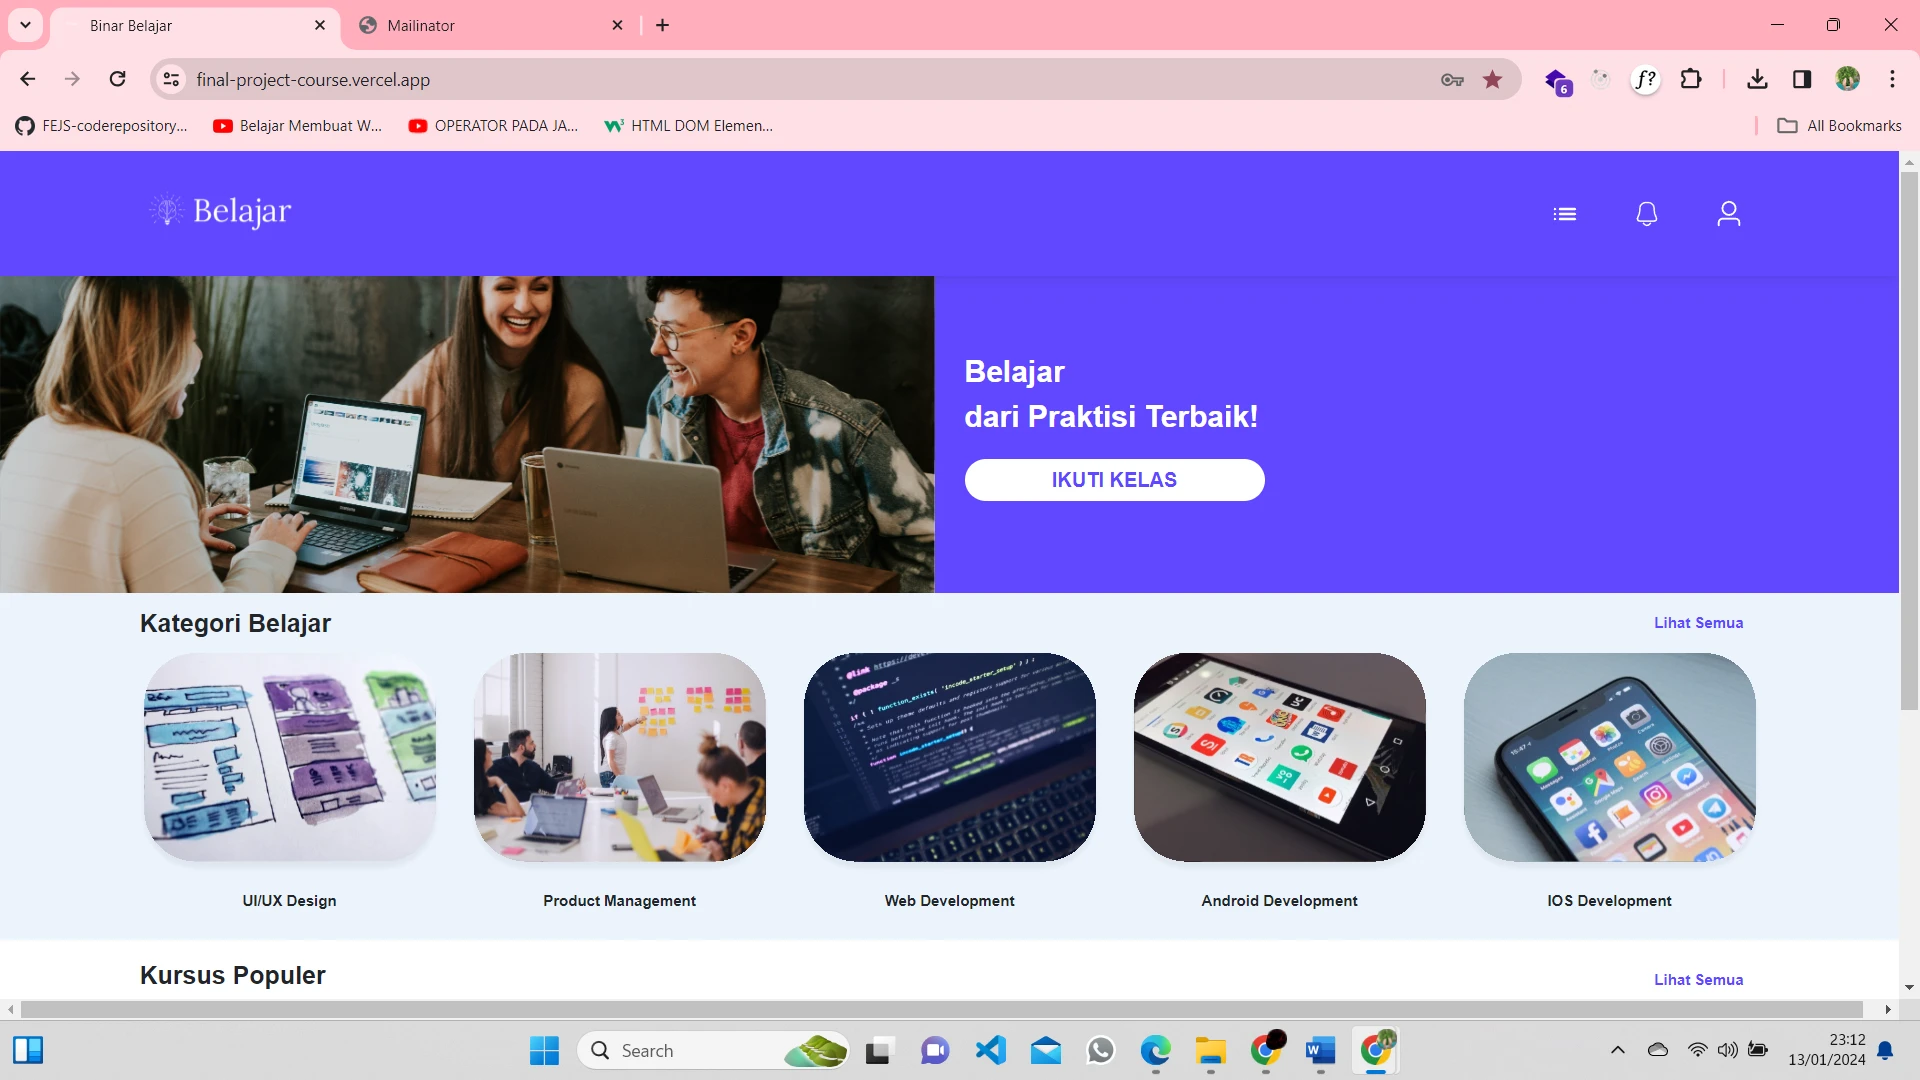 Binar Belajar
Mailinator
final-project-course.vercel.app
f?
6
FEJS-coderepository...
Belajar Membuat W...
OPERATOR PADA JA...
HTML DOM Elemen...
All Bookmarks
Belajar
Belajar
dari Praktisi Terbaik!
IKUTI KELAS
Kategori Belajar
Lihat Semua
UI/UX Design
Product Management
Web Development
Android Development
IOS Development
Kursus Populer
Lihat Semua
Search
23:12
13/01/2024